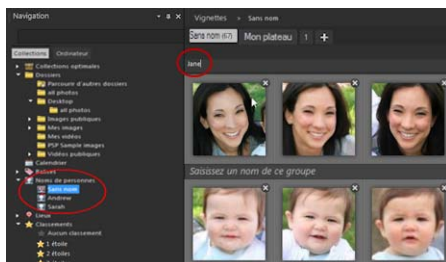 Navigation
Collections
Ordinateur
Collections optimales
Dossiers
Parcourir d'autres dossiers
all photos
Desktop
all photos
Images publiques
Mes images
Mes vidéos
PSP Sample Images
Vidéos publiques
Calendrier
Noms de personnes
Sans nom
Andrew
Sarah
Lieux
Classements
Aucun classement
1 étoile
2 étoiles
Vignettes > Sans nom
Sans nom (67) Mon plateau 1 +
Jane
Saisissez un nom de ce groupe